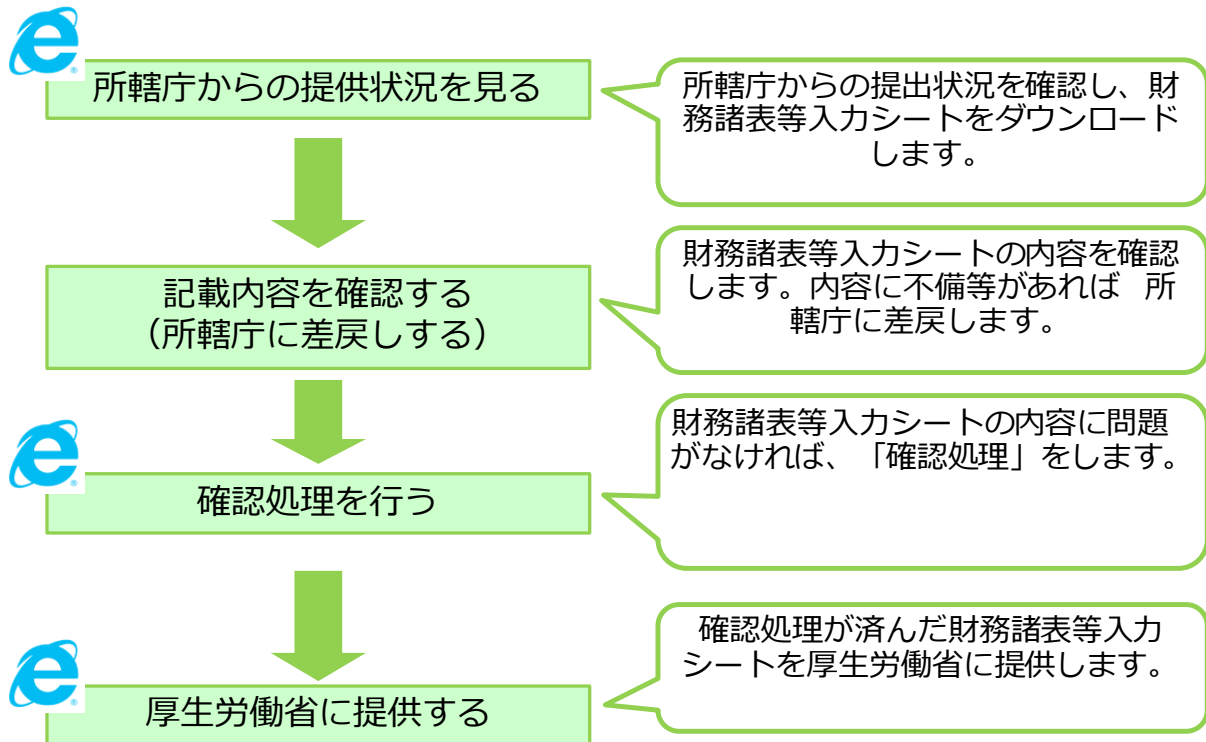 所轄庁からの提供状況を見る
所轄庁からの提出状況を確認し、財
務諸表等入力シートをダウンロード
します。
記載内容を確認する
（所轄庁に差戻しする）
財務諸表等入力シートの内容を確認
します。内容に不備等があれば 所
轄庁に差戻します。
確認処理を行う
財務諸表等入力シートの内容に問題
がなければ、「確認処理」をします。
厚生労働省に提供する
確認処理が済んだ財務諸表等入力
シートを厚生労働省に提供します。